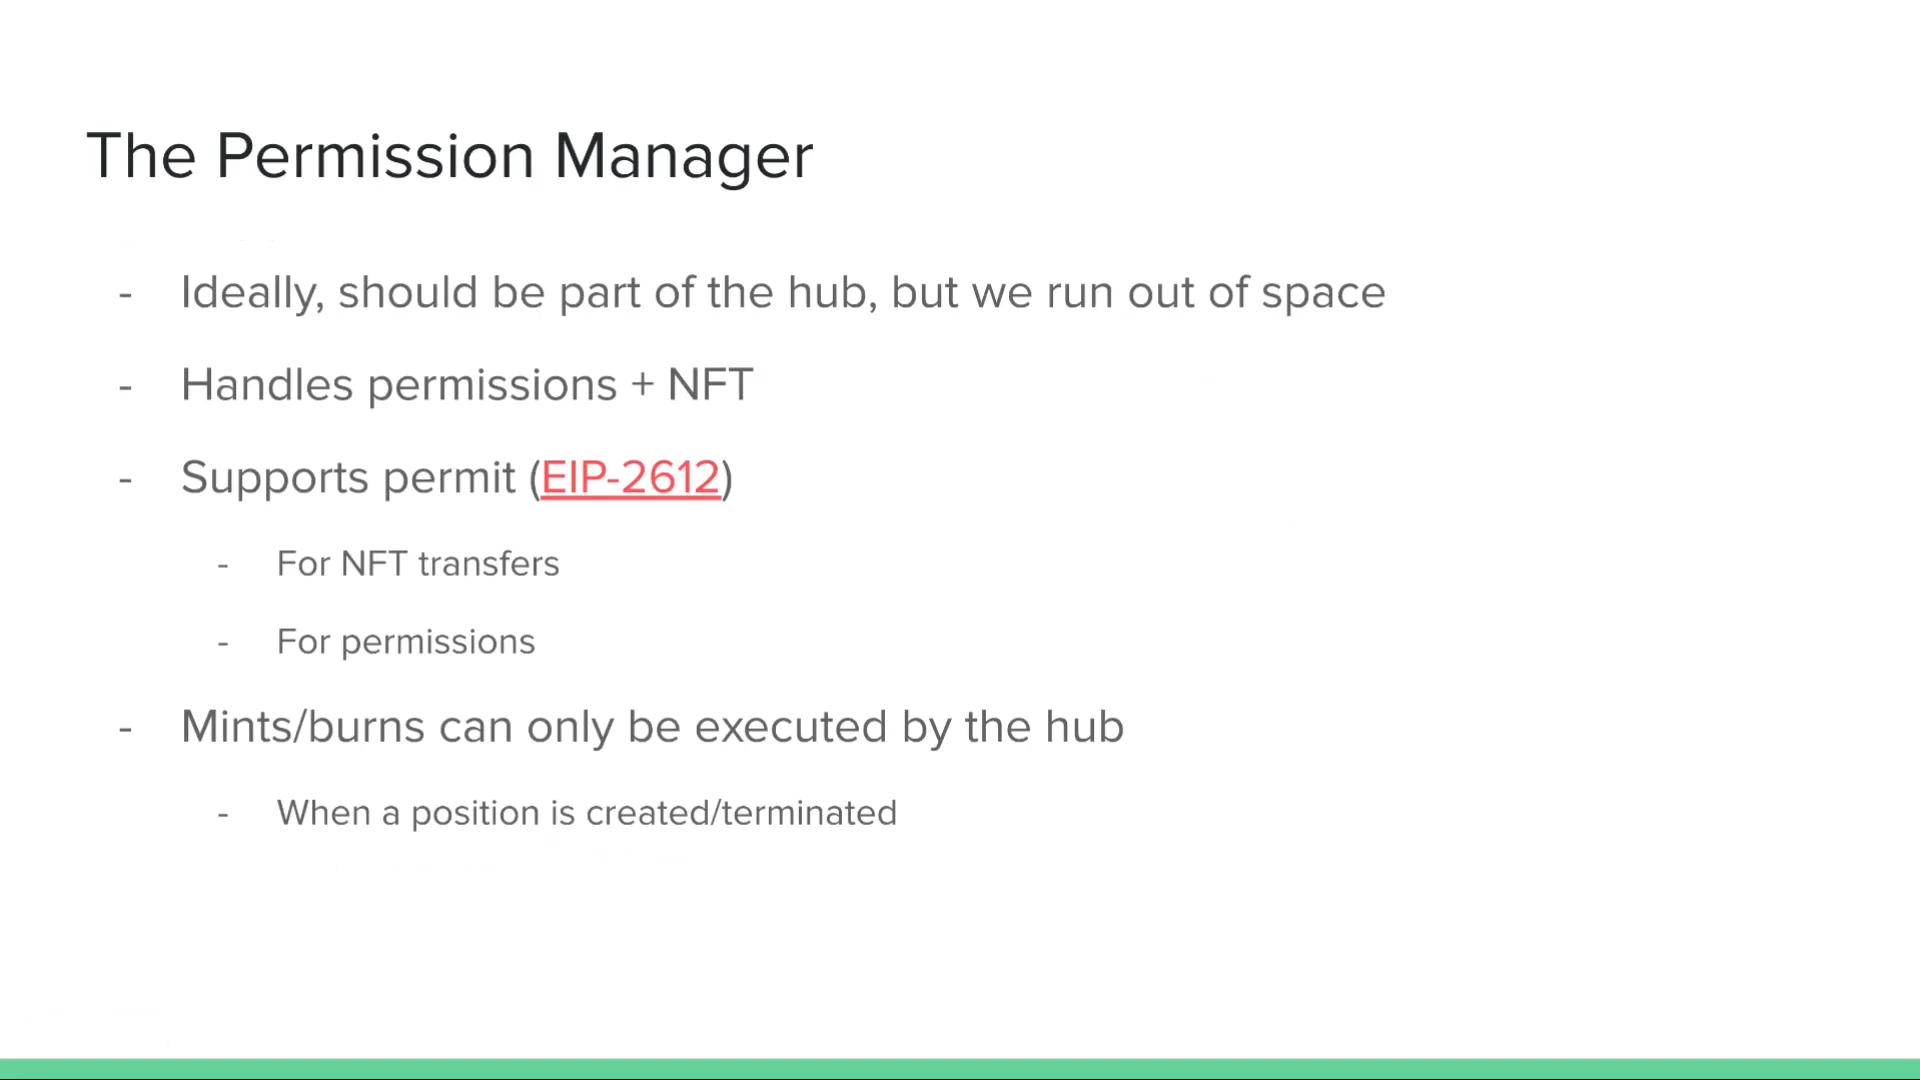 The Permission Manager
- Ideally, should be part of the hub, but we run out of space
- Handles permissions + NFT
- Supports permit (EIP-2612)
- For NFT transfers
- For permissions
- Mints/burns can only be executed by the hub
- When a position is created/terminated